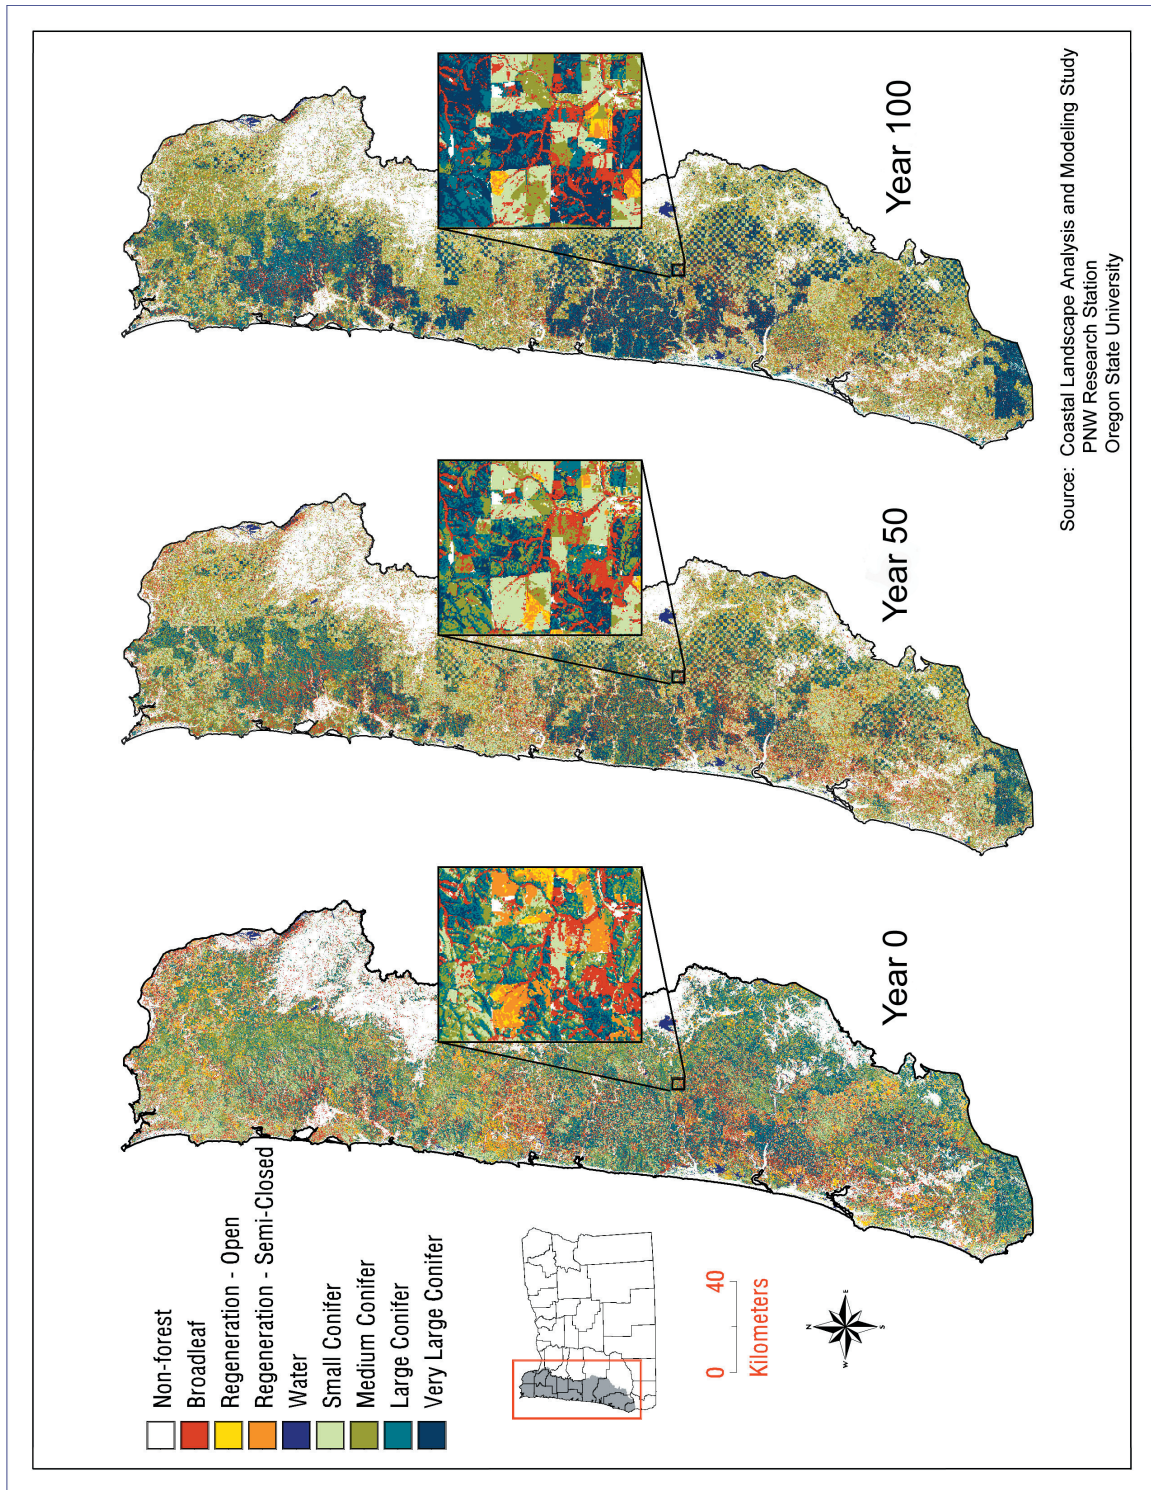 Non-forest
Broadleaf
Regeneration - Open
Regeneration - Semi-Closed
Water
Small Conifer
Medium Conifer
Large Conifer
Very Large Conifer
0 40
Kilometers
N
W E
S
Year 0
Year 50
Year 100
Source: Coastal Landscape Analysis and Modeling Study
PNW Research Station
Oregon State University